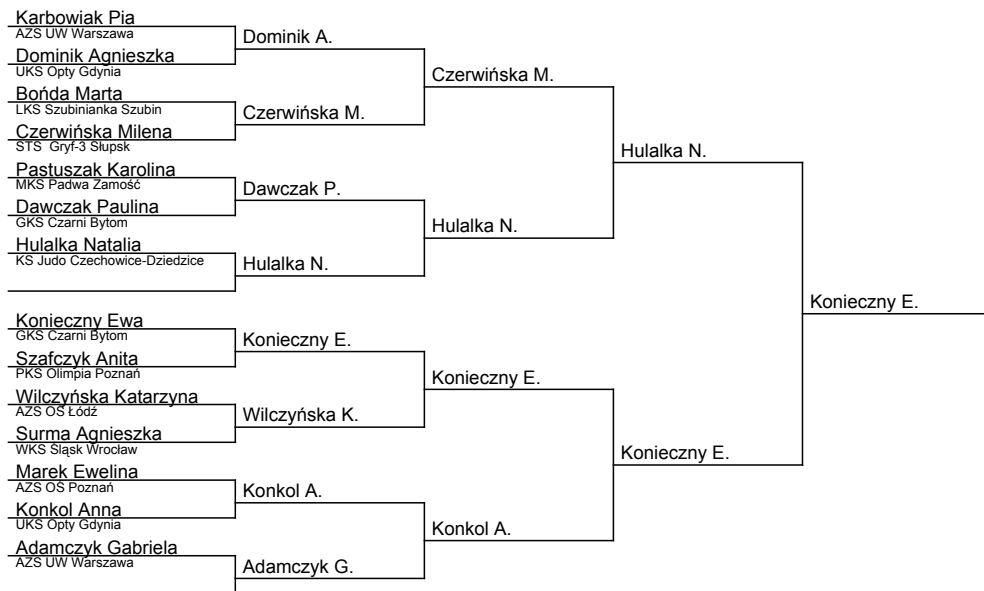 Karbowiak Pia
AZS UW Warszawa
Dominik A.
Dominik Agnieszka
UKS Opty Gdynia
Czerwińska M.
Bońda Marta
LKS Szubinianka Szubin
Czerwińska M.
Czerwińska Milena
STS Gryf-3 Słupsk
Hulalka N.
Pastuszak Karolina
MKS Padwa Zamość
Dawczak P.
Dawczak Paulina
GKS Czarni Bytom
Hulalka N.
Hulalka Natalia
KS Judo Czechowice-Dziedzice
Hulalka N.
Konieczny E.
Konieczny Ewa
GKS Czarni Bytom
Konieczny E.
Szafczyk Anita
PKS Olimpia Poznań
Konieczny E.
Wilczyńska Katarzyna
AZS OŚ Łódź
Wilczyńska K.
Surma Agnieszka
WKS Śląsk Wrocław
Konieczny E.
Marek Ewelina
AZS OŚ Poznań
Konkol A.
Konkol Anna
UKS Opty Gdynia
Konkol A.
Adamczyk Gabriela
AZS UW Warszawa
Adamczyk G.